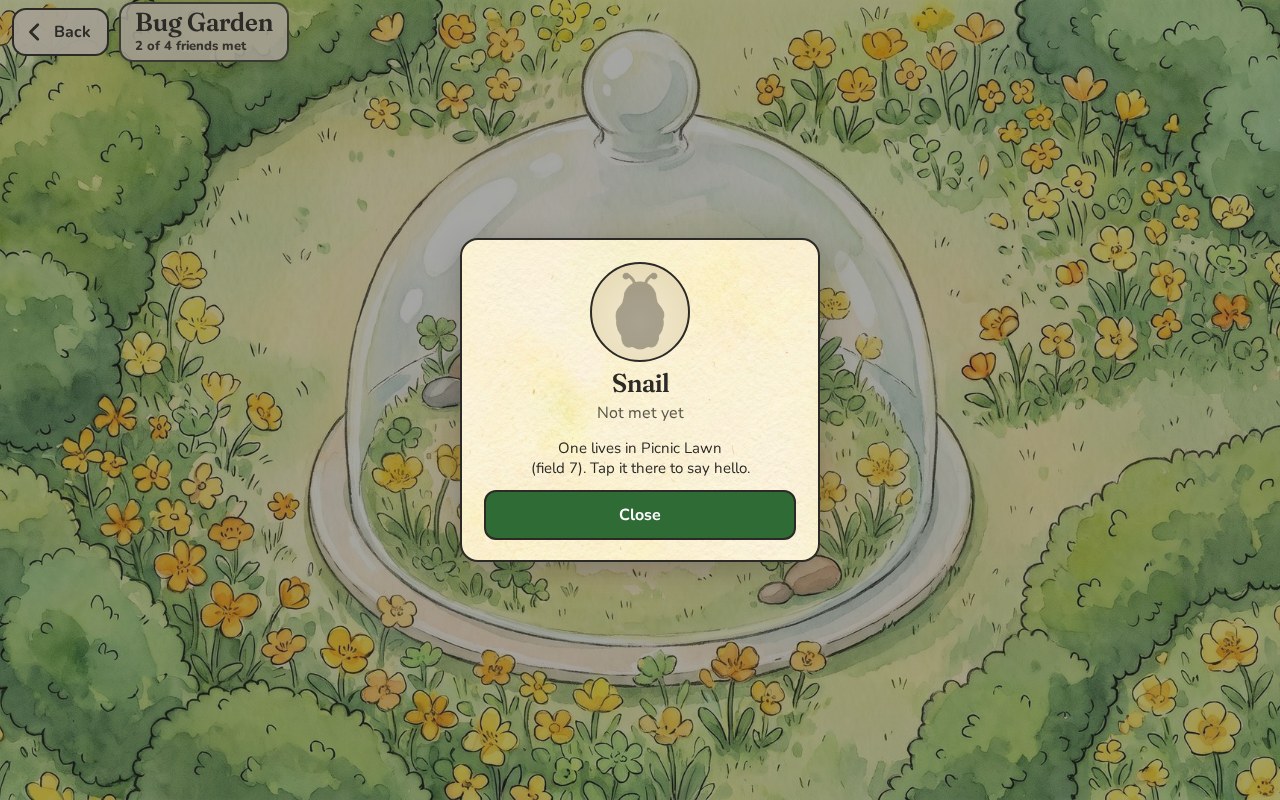 Back
Bug Garden
2 of 4 friends met
Snail
Not met yet
One lives in Picnic Lawn
(field 7). Tap it there to say hello.
Close